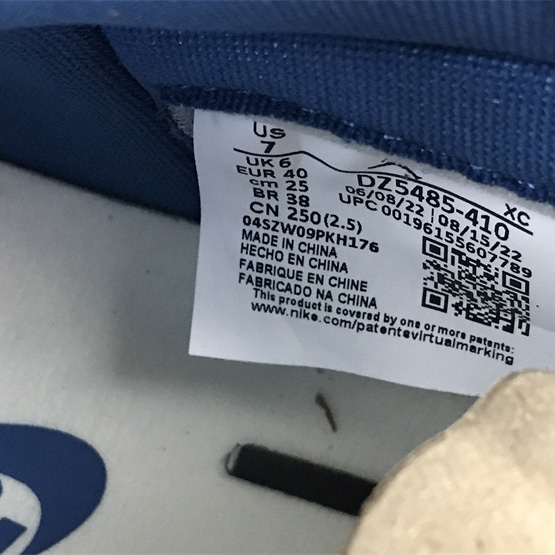 US
7
UK 6
EUR 40
cm 25
BR 38
CN 250(2.5)
DZ5485-410 XC
06/08/22 | 08/15/22
UPC 00196155607789
04SZW09PKH176
MADE IN CHINA
HECHO EN CHINA
FABRIQUE EN CHINE
FABRICADO NA CHINA
This product is covered by one or more patents:
www.nike.com/patentsvirtualmarking